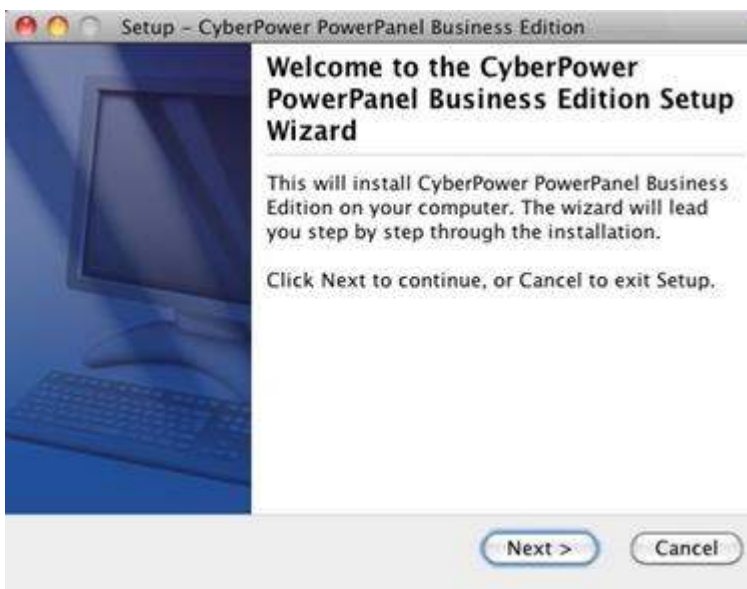 Setup – CyberPower PowerPanel Business Edition
Welcome to the CyberPower
PowerPanel Business Edition Setup
Wizard
This will install CyberPower PowerPanel Business
Edition on your computer. The wizard will lead
you step by step through the installation.
Click Next to continue, or Cancel to exit Setup.
Next >
Cancel